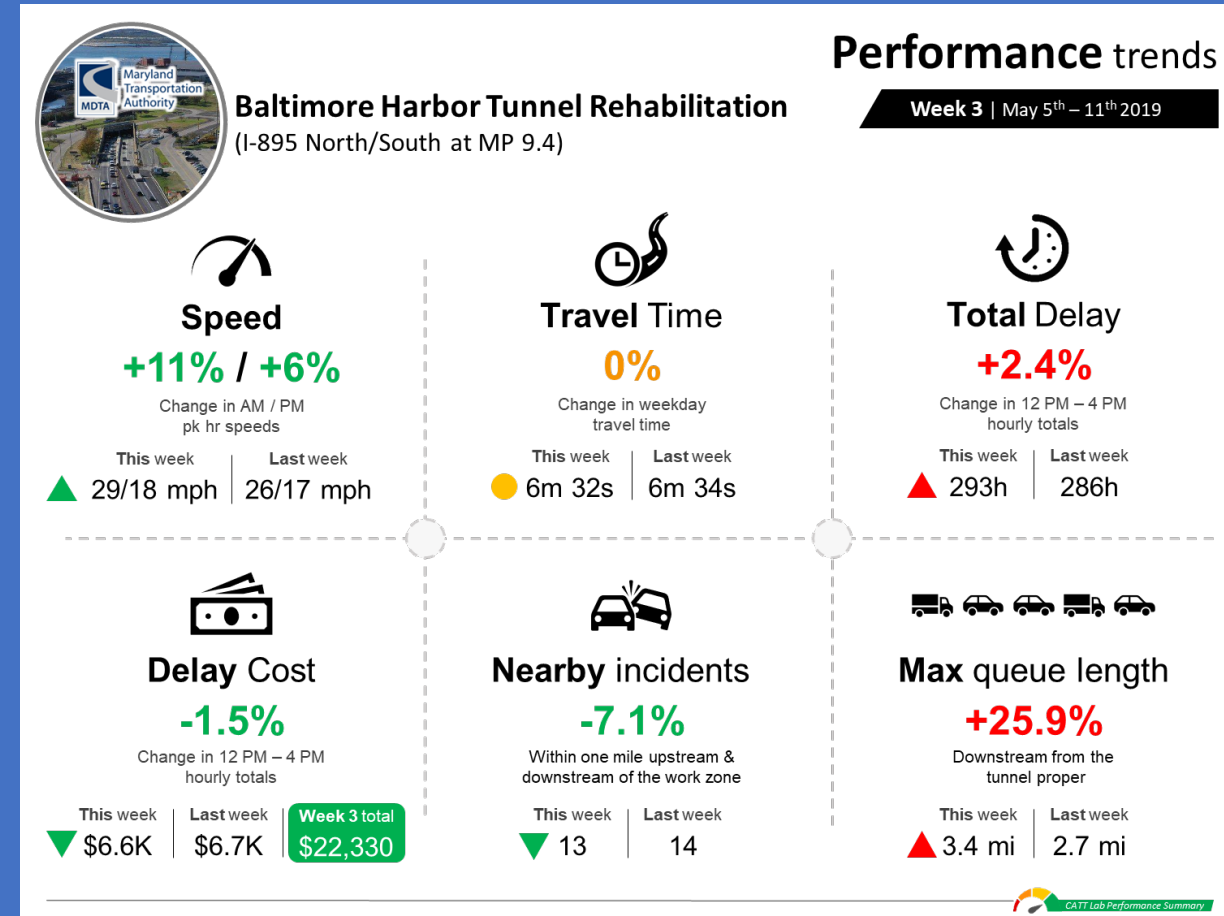 Performance trends
Week 3 | May 5th – 11th 2019
MDTA
Maryland
Transportation
Authority
Baltimore Harbor Tunnel Rehabilitation
(I-895 North/South at MP 9.4)
Speed
+11% / +6%
Change in AM / PM
pk hr speeds
This week | Last week
29/18 mph | 26/17 mph
Travel Time
0%
Change in weekday
travel time
This week | Last week
6m 32s | 6m 34s
Total Delay
+2.4%
Change in 12 PM – 4 PM
hourly totals
This week | Last week
293h | 286h
Delay Cost
-1.5%
Change in 12 PM – 4 PM
hourly totals
This week | Last week | Week 3 total
$6.6K | $6.7K | $22,330
Nearby incidents
-7.1%
Within one mile upstream &
downstream of the work zone
This week | Last week
13 | 14
Max queue length
+25.9%
Downstream from the
tunnel proper
This week | Last week
3.4 mi | 2.7 mi
CATT Lab Performance Summary